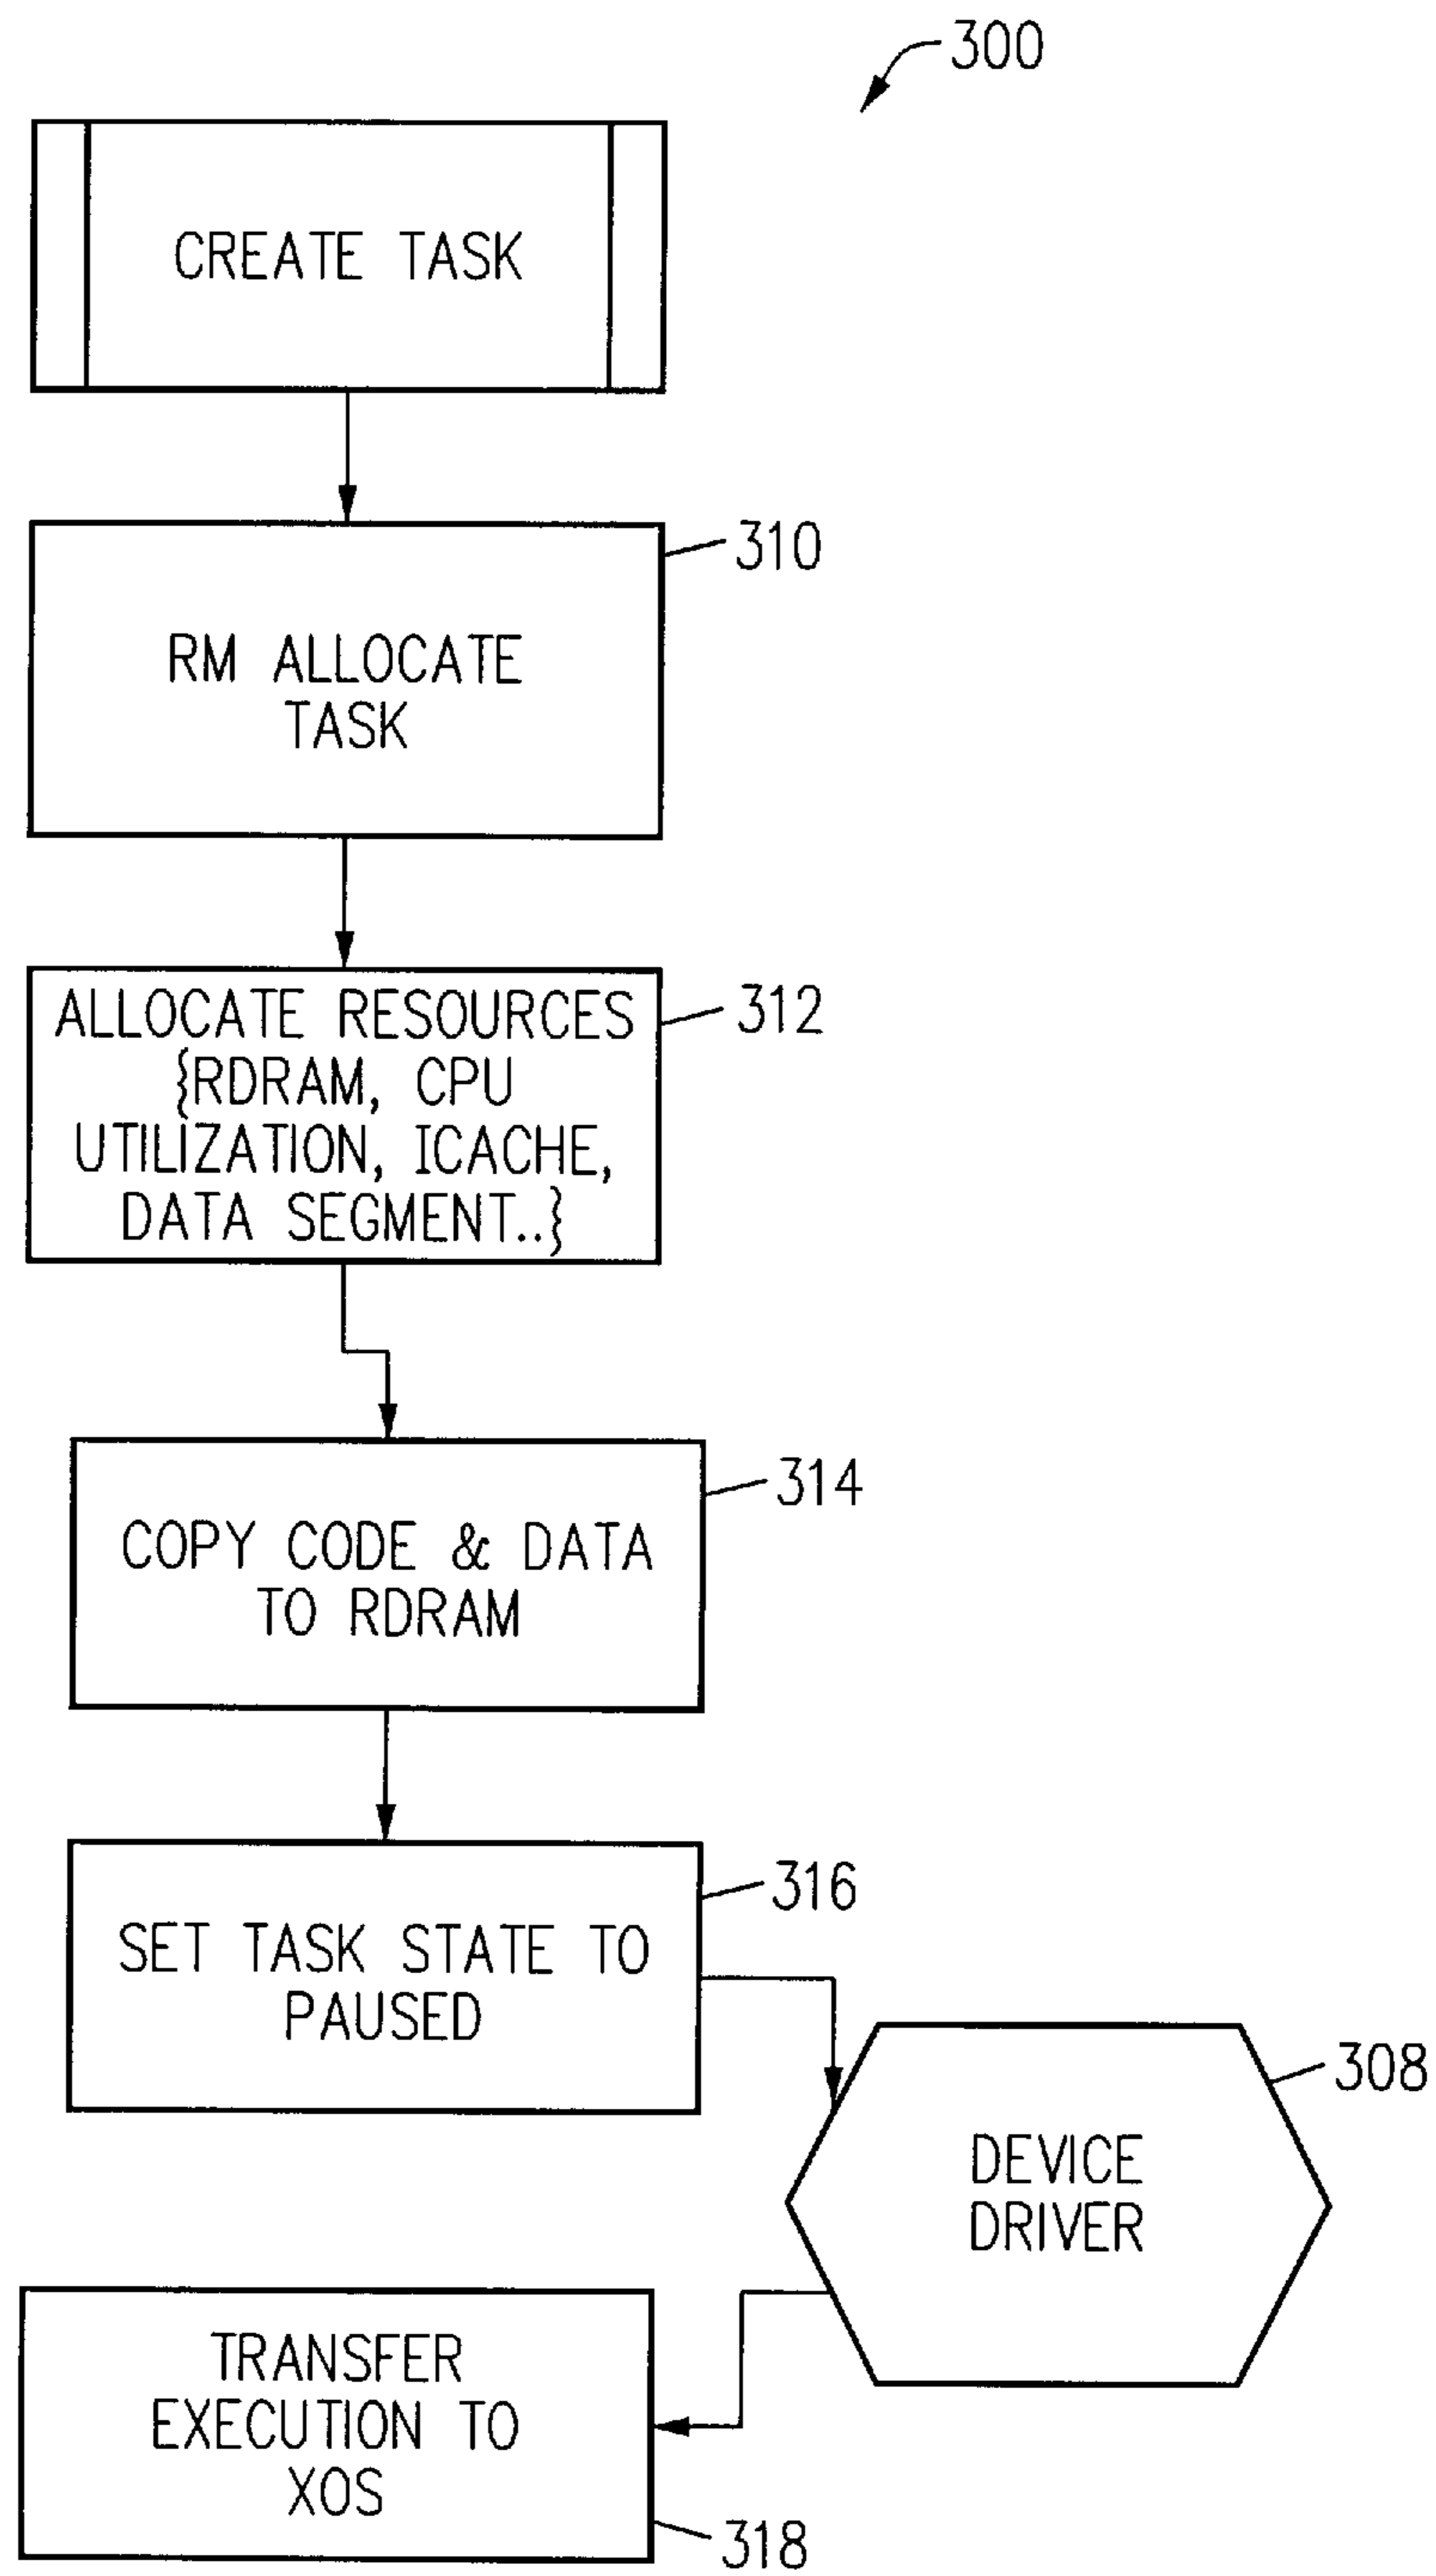 300
CREATE TASK
310
RM ALLOCATE
TASK
312
ALLOCATE RESOURCES
{RDRAM, CPU
UTILIZATION, ICACHE,
DATA SEGMENT..}
314
COPY CODE & DATA
TO RDRAM
316
SET TASK STATE TO
PAUSED
308
DEVICE
DRIVER
TRANSFER
EXECUTION TO
XOS
318